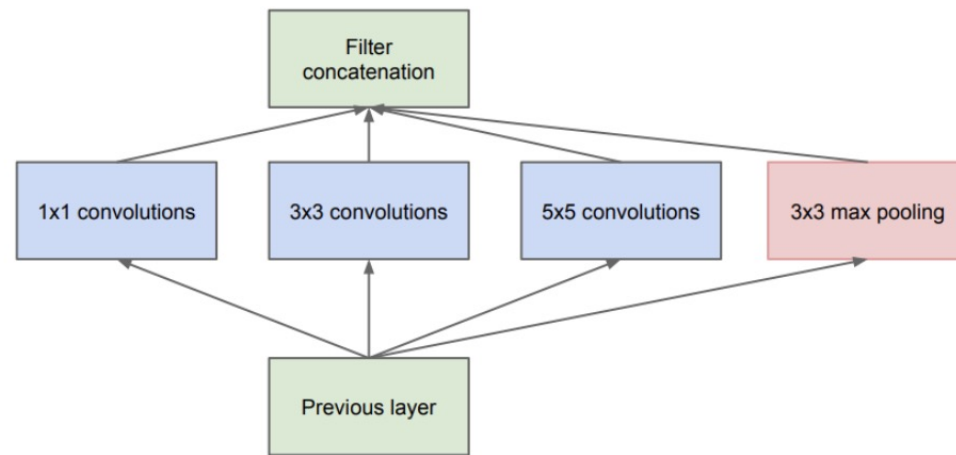 Filter
concatenation
1x1 convolutions
3x3 convolutions
5x5 convolutions
3x3 max pooling
Previous layer